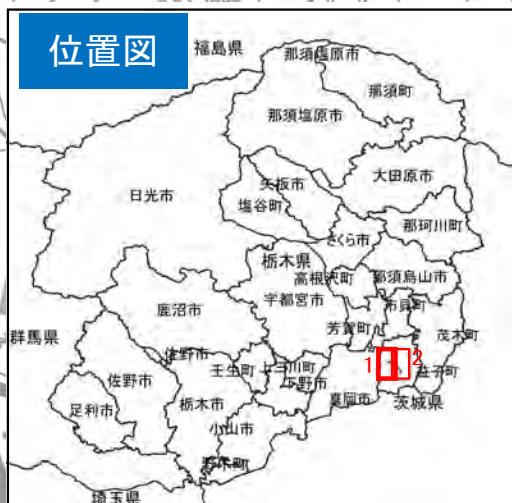 位置図
福島県
那須塩原市
那須町
那須塩原市
大田原市
日光市
矢板市
塩谷町
那珂川町
さくら市
栃木県
高根沢町
那須烏山市
宇都宮市
市貝町
鹿沼市
芳賀町
茂木町
群馬県
佐野市
壬生町
上三川町
下野市
1
2
益子町
佐野市
真岡市
茨城県
足利市
栃木市
小山市
野木町
埼玉県